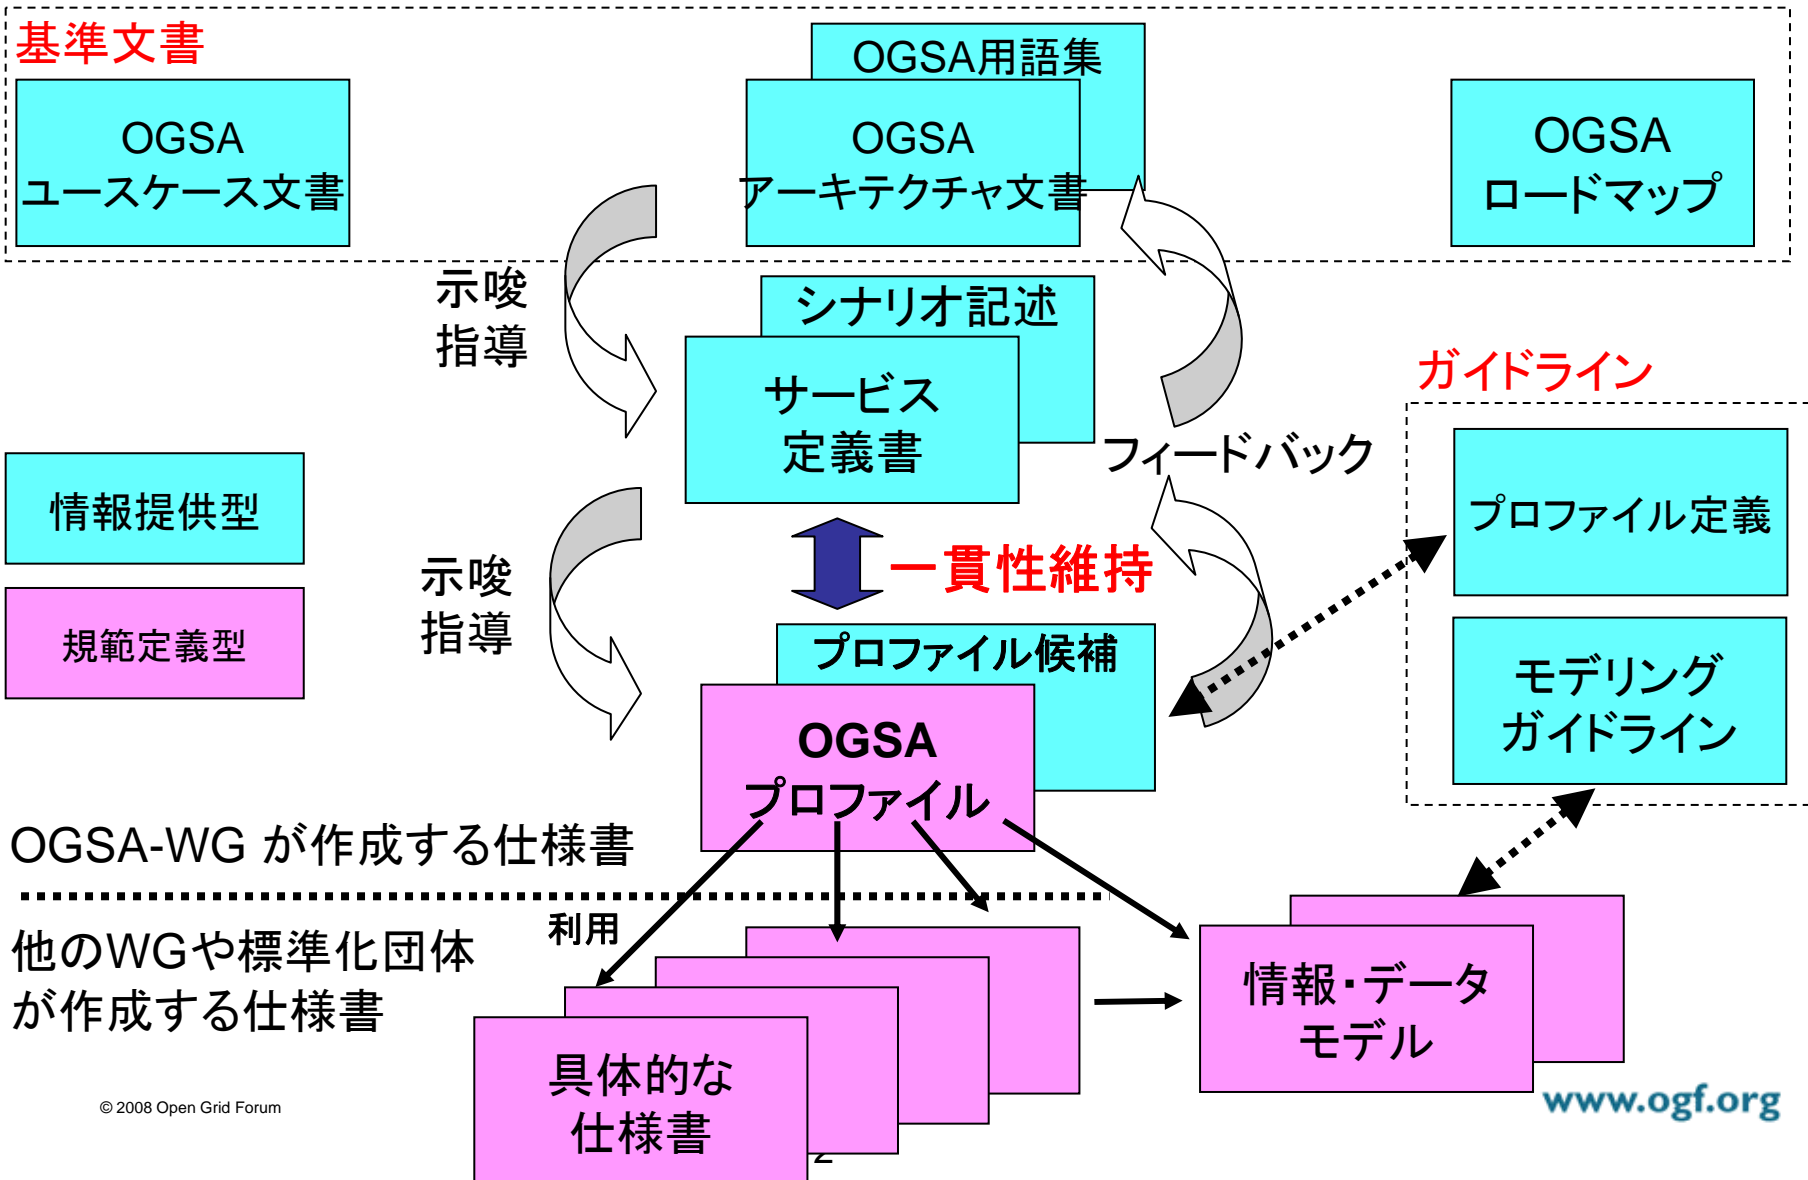 基準文書
OGSA用語集
OGSA
ユースケース文書
OGSA
アーキテクチャ文書
OGSA
ロードマップ
示唆
指導
シナリオ記述
サービス
定義書
フィードバック
ガイドライン
プロファイル定義
モデリング
ガイドライン
情報提供型
規範定義型
示唆
指導
一貫性維持
プロファイル候補
OGSA
プロファイル
OGSA-WG が作成する仕様書
利用
他のWGや標準化団体
が作成する仕様書
情報・データ
モデル
具体的な
仕様書
© 2008 Open Grid Forum
www.ogf.org
2